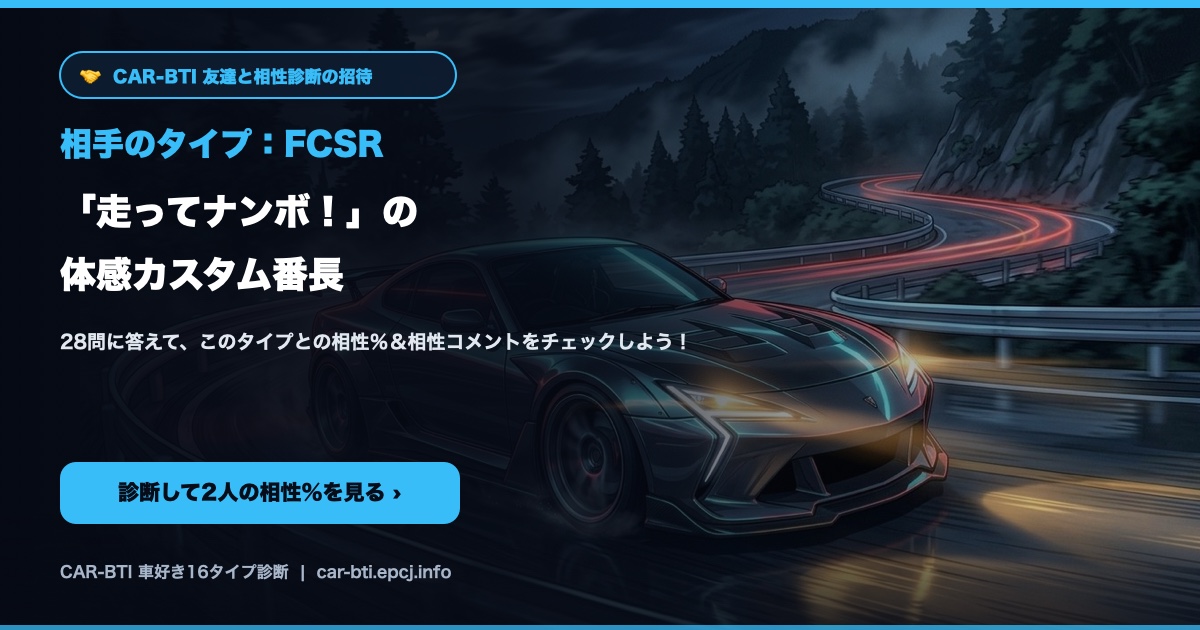 🤝 CAR-BTI 友達と相性診断の招待
相手のタイプ：FCSR
「走ってナンボ！」の
体感カスタム番長
28問に答えて、このタイプとの相性%＆相性コメントをチェックしよう！
診断して2人の相性%を見る ›
CAR-BTI 車好き16タイプ診断 | car-bti.epcj.info